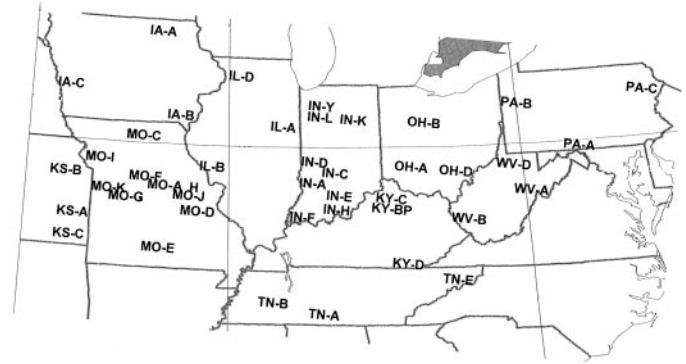 IA-A
IA-C
IL-D
PA-C
IN-Y
PA-B
IA-B
IN-L
IN-K
OH-B
IL-A
MO-C
PA-A
MO-I
IN-D
WV-D
KS-B
IL-B
OH-A
OH-D
MO-F
IN-C
MO-K
MO-A
H
IN-A
WV-A
MO-G
MO-J
IN-E
KY-C
KS-A
MO-D
IN-H
KY-BP
IN-F
WV-B
KS-C
MO-E
KY-D
TN-E
TN-B
TN-A